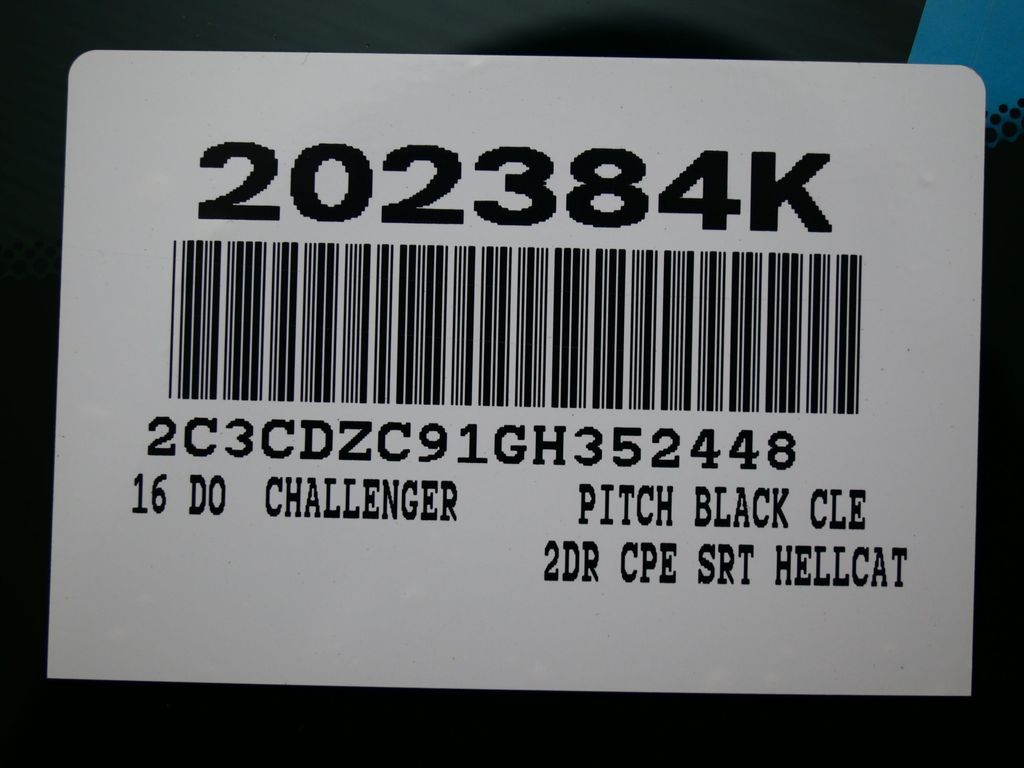 202384K
2C3CDZC91GH352448
16 DO CHALLENGER PITCH BLACK CLE
2DR CPE SRT HELLCAT